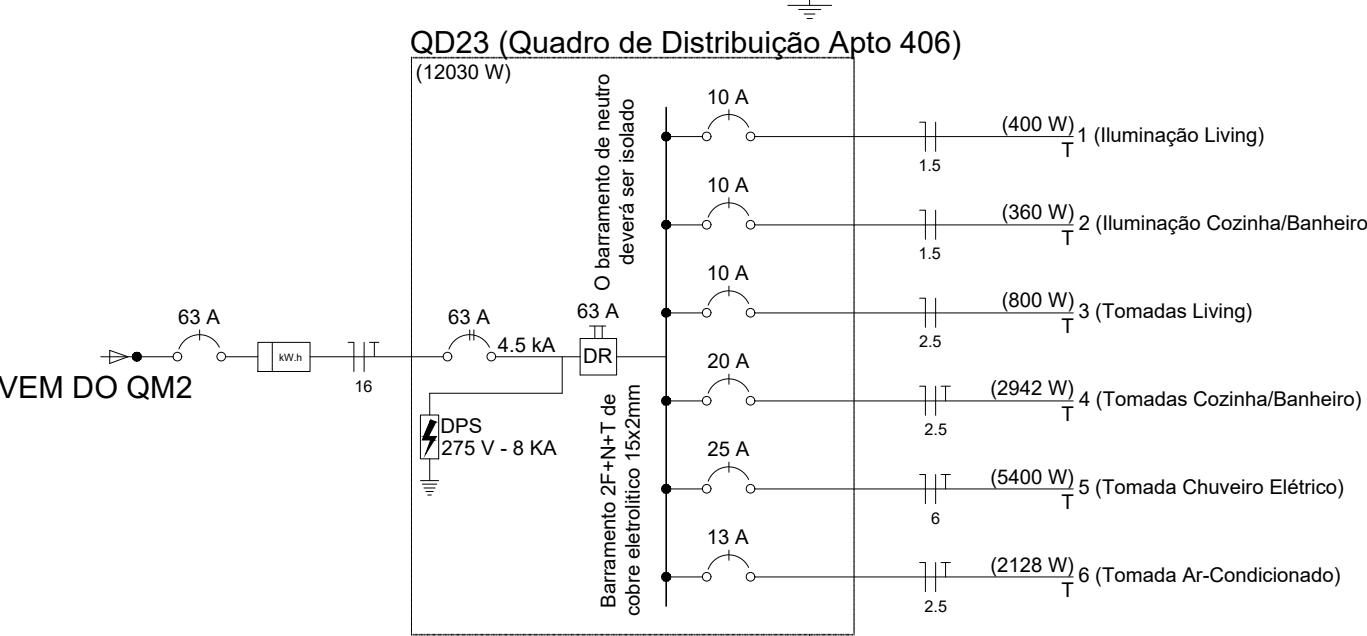 QD23 (Quadro de Distribuição Apto 406)
(12030 W)
O barramento de neutro
deverá ser isolado
10 A
1.5
(400 W)
T
1 (Iluminação Living)
10 A
1.5
(360 W)
T
2 (Iluminação Cozinha/Banheiro
10 A
2.5
(800 W)
T
3 (Tomadas Living)
63 A
kW.h
16
VEM DO QM2
63 A
4.5 kA
63 A
DR
DPS
275 V - 8 KA
Barramento 2F+N+T de
cobre eletrolitico 15x2mm
20 A
2.5
(2942 W)
T
4 (Tomadas Cozinha/Banheiro)
25 A
6
(5400 W)
T
5 (Tomada Chuveiro Elétrico)
13 A
2.5
(2128 W)
T
6 (Tomada Ar-Condicionado)